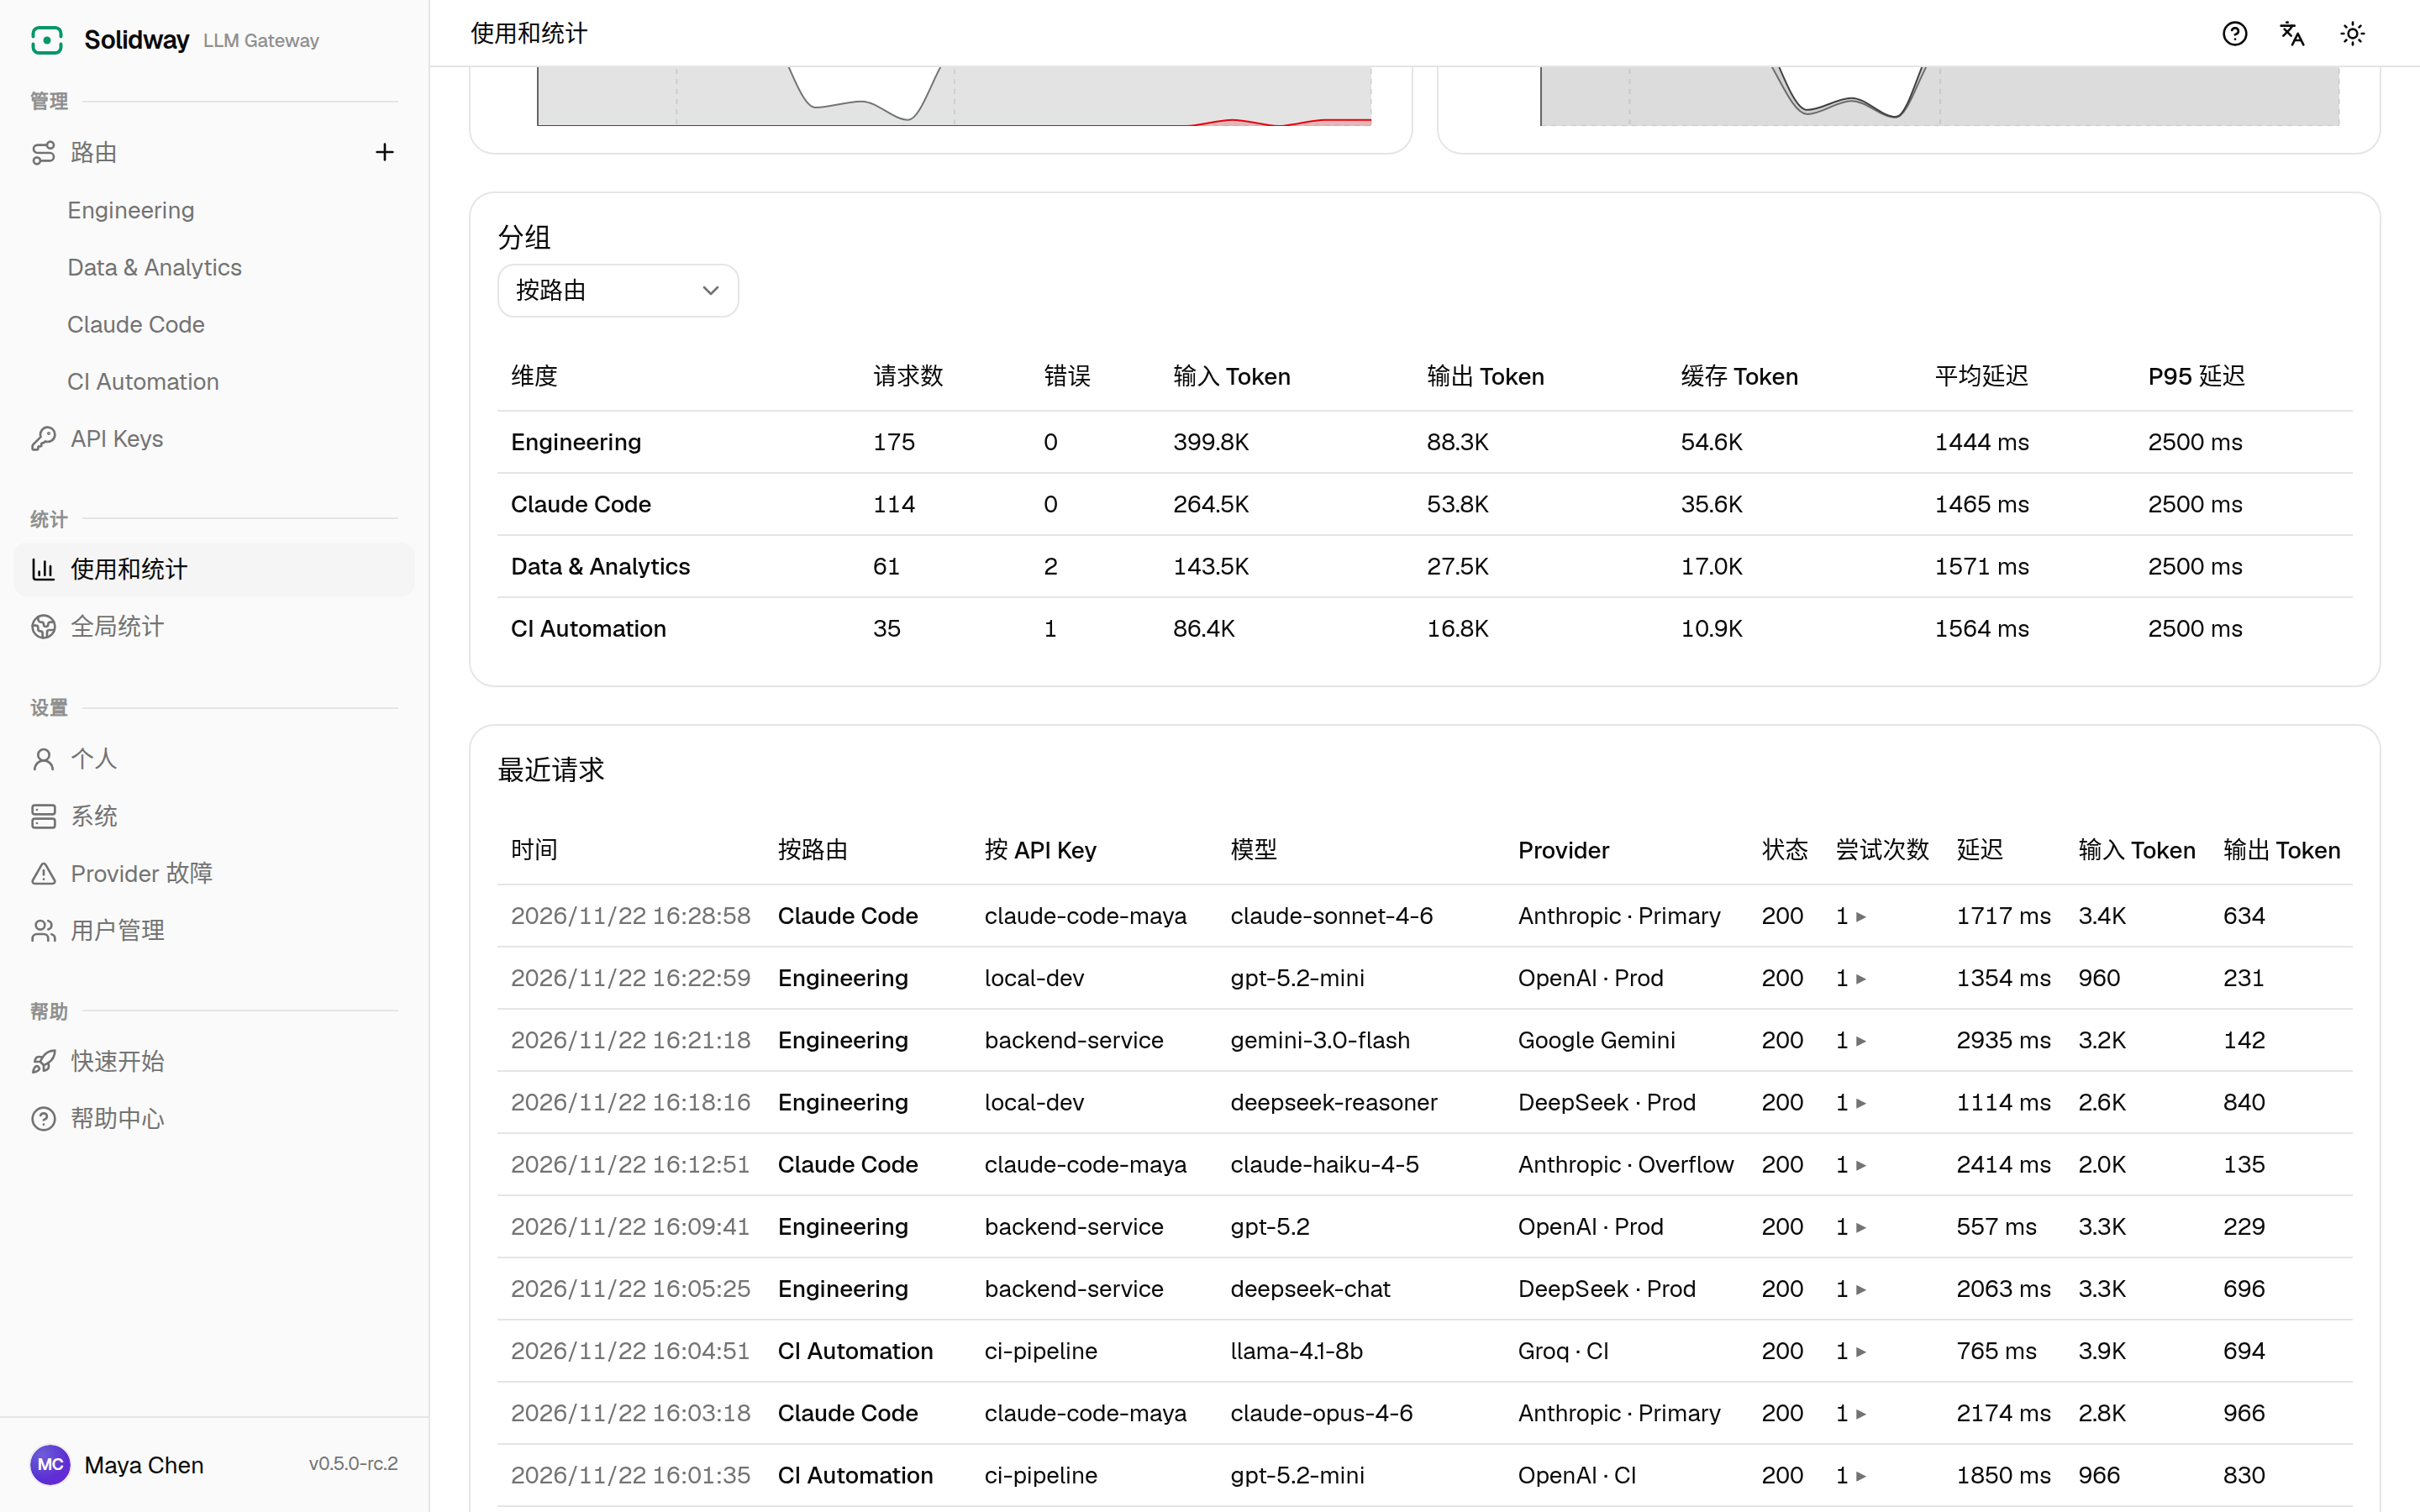 Solidway LLM Gateway
管理
路由
Engineering
Data & Analytics
Claude Code
CI Automation
API Keys
统计
使用和统计
全局统计
设置
个人
系统
Provider 故障
用户管理
帮助
快速开始
帮助中心
MC Maya Chen v0.5.0-rc.2
使用和统计
分组
按路由
维度 请求数 错误 输入 Token 输出 Token 缓存 Token 平均延迟 P95 延迟
Engineering 175 0 399.8K 88.3K 54.6K 1444 ms 2500 ms
Claude Code 114 0 264.5K 53.8K 35.6K 1465 ms 2500 ms
Data & Analytics 61 2 143.5K 27.5K 17.0K 1571 ms 2500 ms
CI Automation 35 1 86.4K 16.8K 10.9K 1564 ms 2500 ms
最近请求
时间 按路由 按 API Key 模型 Provider 状态 尝试次数 延迟 输入 Token 输出 Token
2026/11/22 16:28:58 Claude Code claude-code-maya claude-sonnet-4-6 Anthropic · Primary 200 1 ▸ 1717 ms 3.4K 634
2026/11/22 16:22:59 Engineering local-dev gpt-5.2-mini OpenAI · Prod 200 1 ▸ 1354 ms 960 231
2026/11/22 16:21:18 Engineering backend-service gemini-3.0-flash Google Gemini 200 1 ▸ 2935 ms 3.2K 142
2026/11/22 16:18:16 Engineering local-dev deepseek-reasoner DeepSeek · Prod 200 1 ▸ 1114 ms 2.6K 840
2026/11/22 16:12:51 Claude Code claude-code-maya claude-haiku-4-5 Anthropic · Overflow 200 1 ▸ 2414 ms 2.0K 135
2026/11/22 16:09:41 Engineering backend-service gpt-5.2 OpenAI · Prod 200 1 ▸ 557 ms 3.3K 229
2026/11/22 16:05:25 Engineering backend-service deepseek-chat DeepSeek · Prod 200 1 ▸ 2063 ms 3.3K 696
2026/11/22 16:04:51 CI Automation ci-pipeline llama-4.1-8b Groq · CI 200 1 ▸ 765 ms 3.9K 694
2026/11/22 16:03:18 Claude Code claude-code-maya claude-opus-4-6 Anthropic · Primary 200 1 ▸ 2174 ms 2.8K 966
2026/11/22 16:01:35 CI Automation ci-pipeline gpt-5.2-mini OpenAI · CI 200 1 ▸ 1850 ms 966 830